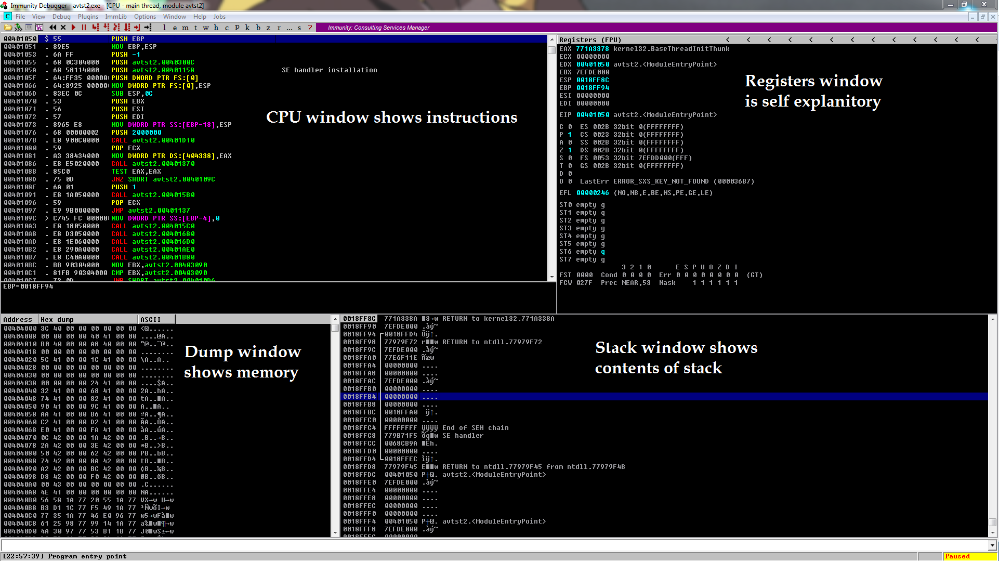 Immunity Debugger - avtst2.exe - [CPU - main thread, module avtst2]
File View Debug Plugins ImmLib Options Window Help Jobs
l e m t w h c P k b z r ... s ? Immunity: Consulting Services Manager
00401050 $ 55 PUSH EBP
00401051 . 89E5 MOV EBP,ESP
00401053 . 6A FF PUSH -1
00401055 . 68 0C304000 PUSH avtst2.0040300C
0040105A . 68 58114000 PUSH avtst2.00401158 SE handler installation
0040105F . 64:FF35 00000 PUSH DWORD PTR FS:[0]
00401066 . 64:8925 00000 MOV DWORD PTR FS:[0],ESP
0040106D . 83EC 0C SUB ESP,0C
00401070 . 53 PUSH EBX
00401071 . 56 PUSH ESI
00401072 . 57 PUSH EDI
00401073 . 8965 E8 MOV DWORD PTR SS:[EBP-18],ESP
00401076 . 68 00000002 PUSH 2000000
0040107B . E8 900C0000 CALL avtst2.00401D10
00401080 . 59 POP ECX
00401081 . A3 38434000 MOV DWORD PTR DS:[404338],EAX
00401086 . E8 E5020000 CALL avtst2.00401370
0040108B . 85C0 TEST EAX,EAX
0040108D . 75 0D JNZ SHORT avtst2.0040109C
0040108F . 6A 01 PUSH 1
00401091 . E8 1A050000 CALL avtst2.004015B0
00401096 . 59 POP ECX
00401097 . E9 9B000000 JMP avtst2.00401137
0040109C > C745 FC 00000 MOV DWORD PTR SS:[EBP-4],0
004010A3 . E8 18050000 CALL avtst2.004015C0
004010A8 . E8 D3050000 CALL avtst2.00401680
004010AD . E8 1E060000 CALL avtst2.004016D0
004010B2 . E8 290A0000 CALL avtst2.00401AE0
004010B7 . E8 C40A0000 CALL avtst2.00401B80
004010BC . BB 90304000 MOV EBX,avtst2.00403090
004010C1 . 81FB 90304000 CMP EBX,avtst2.00403090
004010C7 . 73 0D JNB SHORT avtst2.004010D6
CPU window shows instructions
EBP=0018FF94
Registers (FPU) < < < < < < < < < < < < <
EAX 771A3378 kernel32.BaseThreadInitThunk
ECX 00000000
EDX 00401050 avtst2.<ModuleEntryPoint>
EBX 7EFDE000
ESP 0018FF8C
EBP 0018FF94
ESI 00000000
EDI 00000000
EIP 00401050 avtst2.<ModuleEntryPoint>
C 0 ES 002B 32bit 0(FFFFFFFF)
P 1 CS 0023 32bit 0(FFFFFFFF)
A 0 SS 002B 32bit 0(FFFFFFFF)
Z 1 DS 002B 32bit 0(FFFFFFFF)
S 0 FS 0053 32bit 7EFDD000(FFF)
T 0 GS 002B 32bit 0(FFFFFFFF)
D 0
O 0 LastErr ERROR_SXS_KEY_NOT_FOUND (000036B7)
EFL 00000246 (NO,NB,E,BE,NS,PE,GE,LE)
ST0 empty g
ST1 empty g
ST2 empty g
ST3 empty g
ST4 empty g
ST5 empty g
ST6 empty g
ST7 empty g
3 2 1 0 E S P U O Z D I
FST 0000 Cond 0 0 0 0 Err 0 0 0 0 0 0 0 0 (GT)
FCW 027F Prec NEAR,53 Mask 1 1 1 1 1 1
Registers window
is self explanitory
Address Hex dump ASCII
00404000 3C 40 00 00 00 00 00 00 <@......
00404008 00 00 00 00 40 41 00 00 ....@A..
00404010 B0 40 00 00 A8 40 00 00 °@..¨@..
00404018 00 00 00 00 00 00 00 00 ........
00404020 5C 41 00 00 1C 41 00 00 \A..A..
00404028 00 00 00 00 00 00 00 00 ........
00404030 00 00 00 00 00 00 00 00 ........
00404038 00 00 00 00 24 41 00 00 ....$A..
00404040 32 41 00 00 68 41 00 00 2A..hA..
00404048 74 41 00 00 82 41 00 00 tA..A..
00404050 90 41 00 00 9C 41 00 00 A..A..
00404058 AA 41 00 00 B6 41 00 00 ªA..¶A..
00404060 C2 41 00 00 D2 41 00 00 ÂA..ÒA..
00404068 E0 41 00 00 FA 41 00 00 àA..úA..
00404070 0C 42 00 00 1A 42 00 00 .B..→B..
00404078 2A 42 00 00 3E 42 00 00 *B..>B..
00404080 50 42 00 00 62 42 00 00 PB..bB..
00404088 74 42 00 00 8A 42 00 00 tB..B..
00404090 A2 42 00 00 BC 42 00 00 ¢B..¼B..
00404098 D8 42 00 00 F0 42 00 00 ØB..ðB..
004040A0 00 43 00 00 00 00 00 00 .C......
004040A8 4E 41 00 00 00 00 00 00 NA......
004040B0 56 58 1A 77 20 55 1A 77 VX→w U→w
004040B8 B3 D1 1C 77 F5 49 1A 77 ³ÑwõI→w
004040C0 77 35 1A 77 46 E0 96 77 w5→wFàw
004040C8 61 25 98 77 99 14 1A 77 a%w¶→w
004040D0 4A 30 97 77 53 B1 1B 77 J0wS±←w
Dump window
shows memory
0018FF8C 771A338A 3→w RETURN to kernel32.771A338A
0018FF90 7EFDE000 .àý~
0018FF94 0018FFD4 Ôÿ↑.
0018FF98 77979F72 rw RETURN to ntdll.77979F72
0018FF9C 7EFDE000 .àý~
0018FFA0 77E6F11E ñæw
0018FFA4 00000000 ....
0018FFA8 00000000 ....
0018FFAC 7EFDE000 .àý~
0018FFB0 00000000 ....
0018FFB4 00000000 ....
0018FFB8 00000000 ....
0018FFBC 0018FFA0 ÿ↑.
0018FFC0 00000000 ....
0018FFC4 FFFFFFFF ÿÿÿÿ End of SEH chain
0018FFC8 779B71F5 õqw SE handler
0018FFCC 0068CB9A Ëh.
0018FFD0 00000000 ....
0018FFD4 0018FFEC ìÿ↑.
0018FFD8 77979F45 Ew RETURN to ntdll.77979F45 from ntdll.77979F4B
0018FFDC 00401050 P@. avtst2.<ModuleEntryPoint>
0018FFE0 7EFDE000 .àý~
0018FFE4 00000000 ....
0018FFE8 00000000 ....
0018FFEC 00000000 ....
0018FFF0 00000000 ....
0018FFF4 00401050 P@. avtst2.<ModuleEntryPoint>
0018FFF8 7EFDE000 .àý~
0018FFFC 00000000 ....
Stack window shows
contents of stack
[22:57:39] Program entry point
Paused